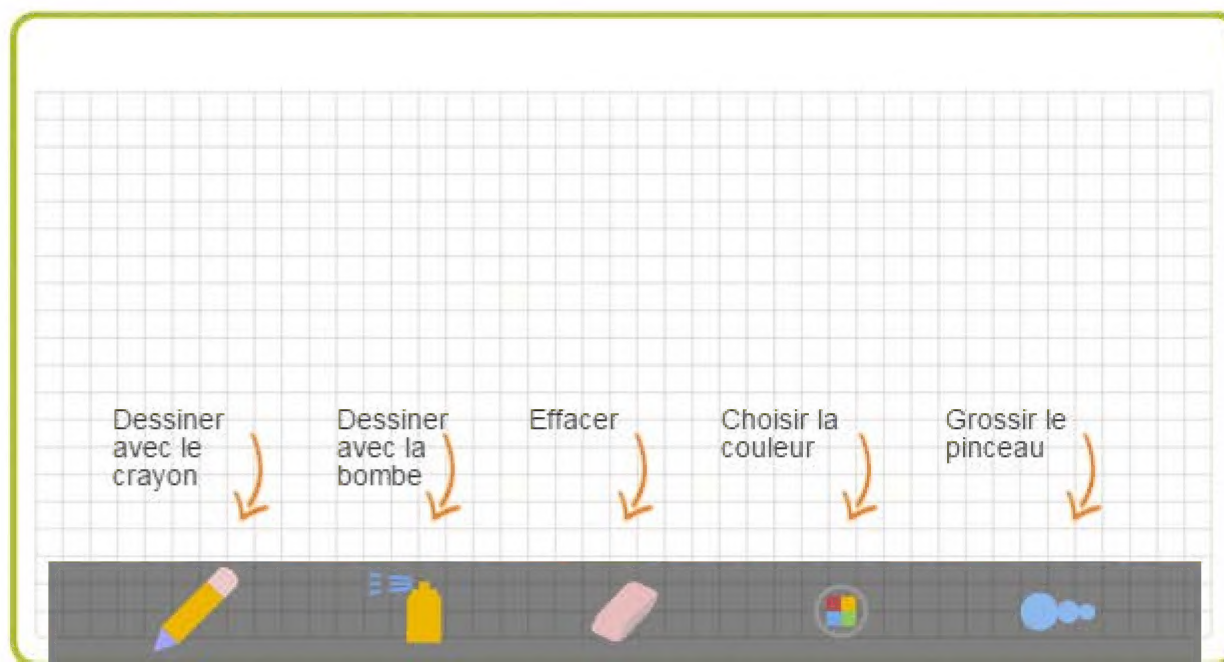 Dessiner
avec le
crayon
Dessiner
avec la
bombe
Effacer
Choisir la
couleur
Grossir le
pinceau